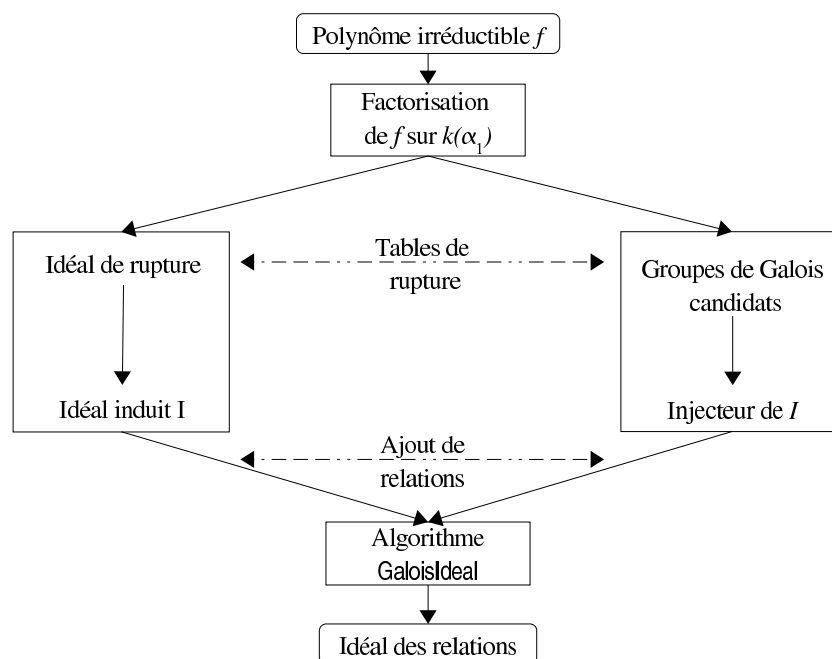 Polynôme irréductible f
Factorisation
de f sur k(α₁)
Idéal de rupture
Tables de
rupture
Groupes de Galois
candidats
Idéal induit I
Injecteur de I
Ajout de
relations
Algorithme
GaloisIdeal
Idéal des relations